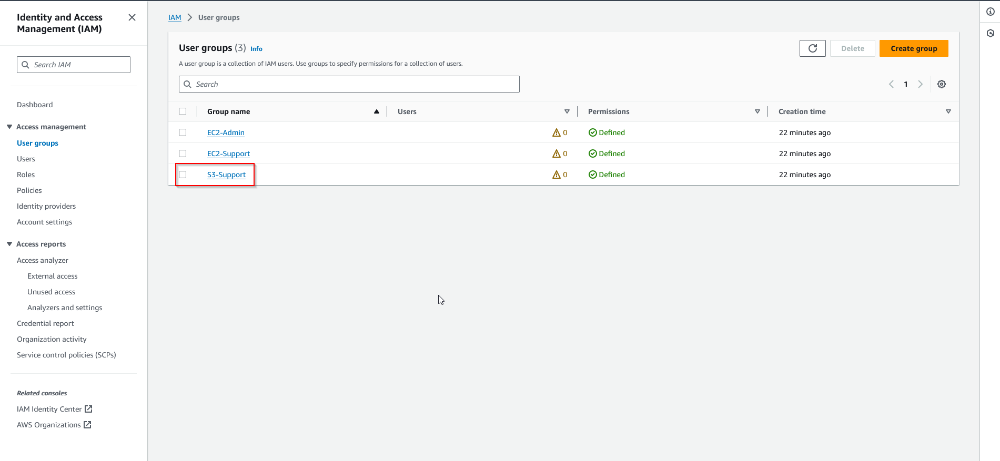 Identity and Access
Management (IAM)
Search IAM
Dashboard
Access management
User groups
Users
Roles
Policies
Identity providers
Account settings
Access reports
Access analyzer
External access
Unused access
Analyzers and settings
Credential report
Organization activity
Service control policies (SCPs)
Related consoles
IAM Identity Center
AWS Organizations
IAM > User groups
User groups (3) Info
Delete
Create group
A user group is a collection of IAM users. Use groups to specify permissions for a collection of users.
Search
1
Group name Users Permissions Creation time
EC2-Admin 0 Defined 22 minutes ago
EC2-Support 0 Defined 22 minutes ago
S3-Support 0 Defined 22 minutes ago